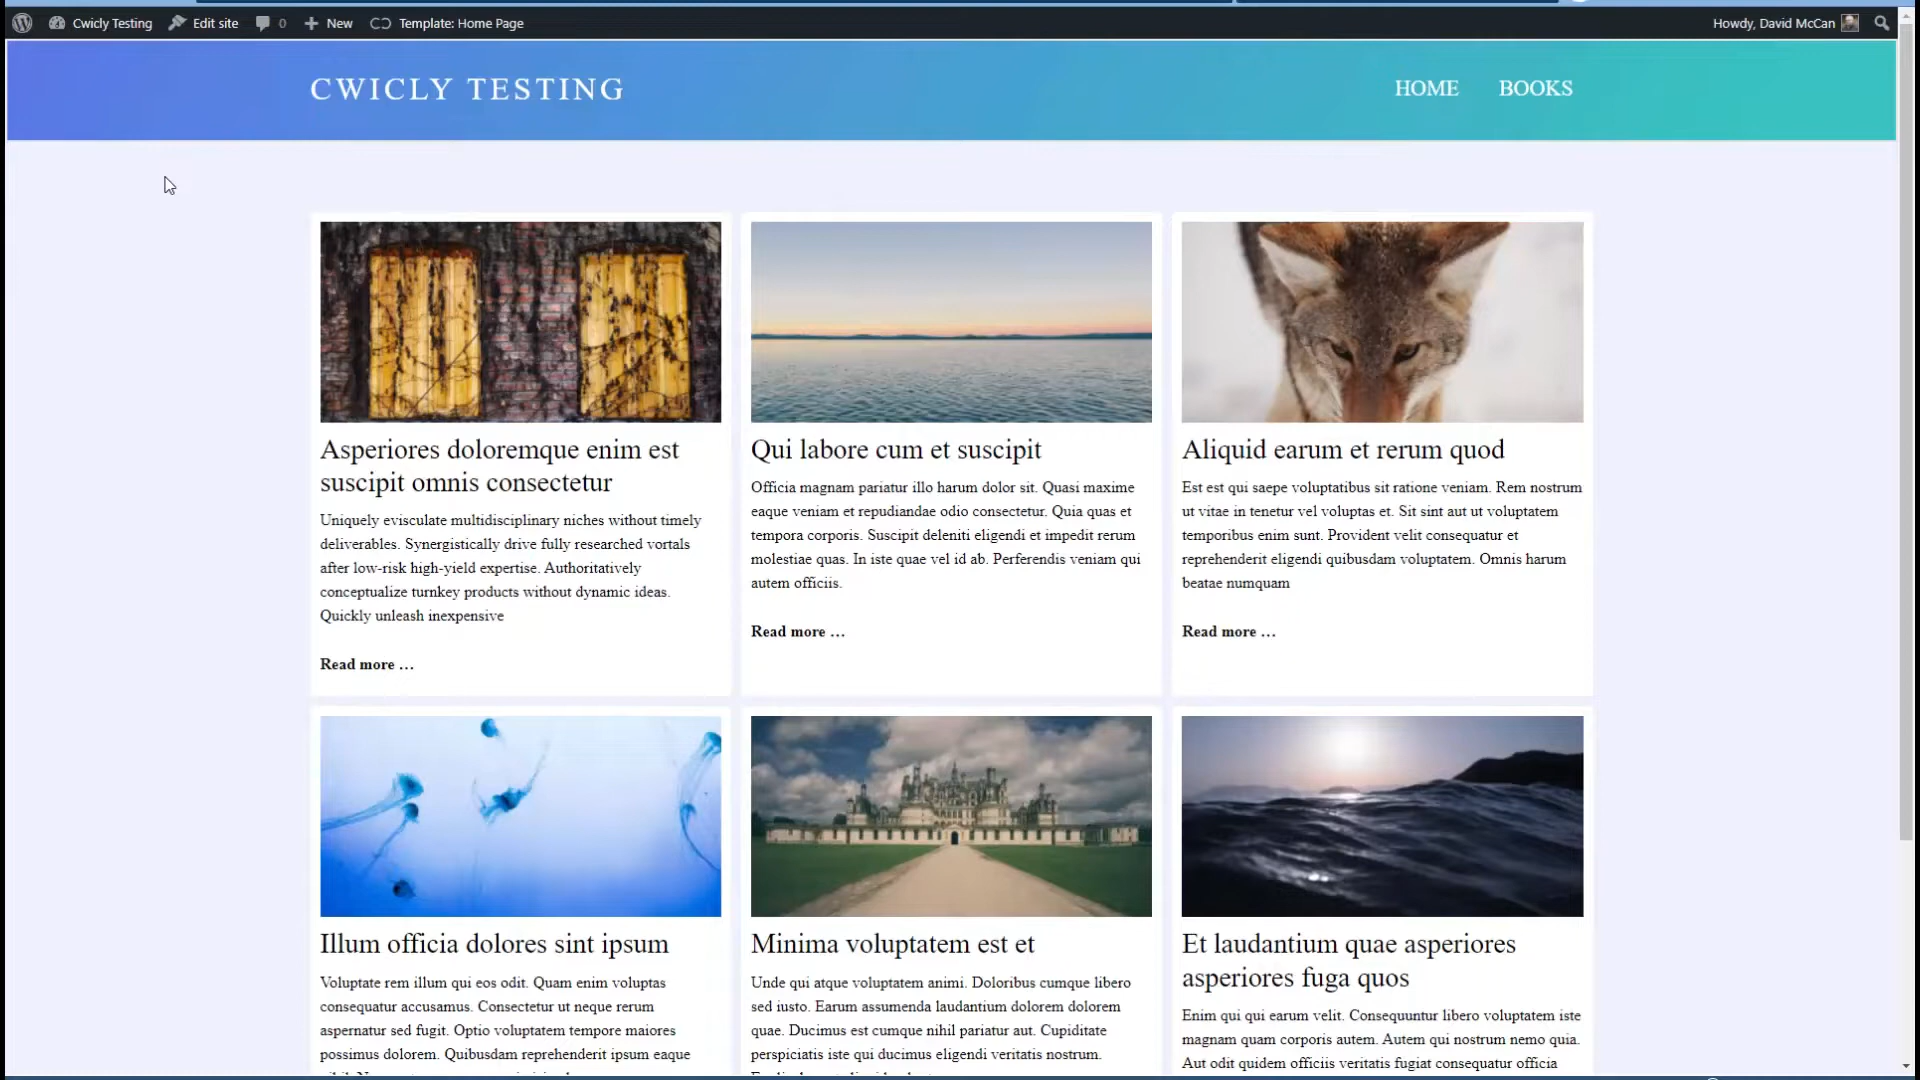 Cwicly Testing Edit site 0 New Template: Home Page Howdy, David McCan
CWICLY TESTING HOME BOOKS
Asperiores doloremque enim est
suscipit omnis consectetur
Uniquely evisculate multidisciplinary niches without timely
deliverables. Synergistically drive fully researched vortals
after low-risk high-yield expertise. Authoritatively
conceptualize turnkey products without dynamic ideas.
Quickly unleash inexpensive
Read more …
Qui labore cum et suscipit
Officia magnam pariatur illo harum dolor sit. Quasi maxime
eaque veniam et repudiandae odio consectetur. Quia quas et
tempora corporis. Suscipit deleniti eligendi et impedit rerum
molestiae quas. In iste quae vel id ab. Perferendis veniam qui
autem officiis.
Read more …
Aliquid earum et rerum quod
Est est qui saepe voluptatibus sit ratione veniam. Rem nostrum
ut vitae in tenetur vel voluptas et. Sit sint aut ut voluptatem
temporibus enim sunt. Provident velit consequatur et
reprehenderit eligendi quibusdam voluptatem. Omnis harum
beatae numquam
Read more …
Illum officia dolores sint ipsum
Voluptate rem illum qui eos odit. Quam enim voluptas
consequatur accusamus. Consectetur ut neque rerum
aspernatur sed fugit. Optio voluptatem tempore maiores
possimus dolorem. Quibusdam reprehenderit ipsum eaque
Minima voluptatem est et
Unde qui atque voluptatem animi. Doloribus cumque libero
sed iusto. Earum assumenda laudantium dolorem dolorem
quae. Ducimus est cumque nihil pariatur aut. Cupiditate
perspiciatis iste qui ducimus eligendi veritatis nostrum.
Et laudantium quae asperiores
asperiores fuga quos
Enim qui qui earum velit. Consequuntur libero voluptatem iste
magnam quam corporis autem. Autem qui nostrum nemo quia.
Aut odit quidem officiis veritatis fugiat consequatur officia